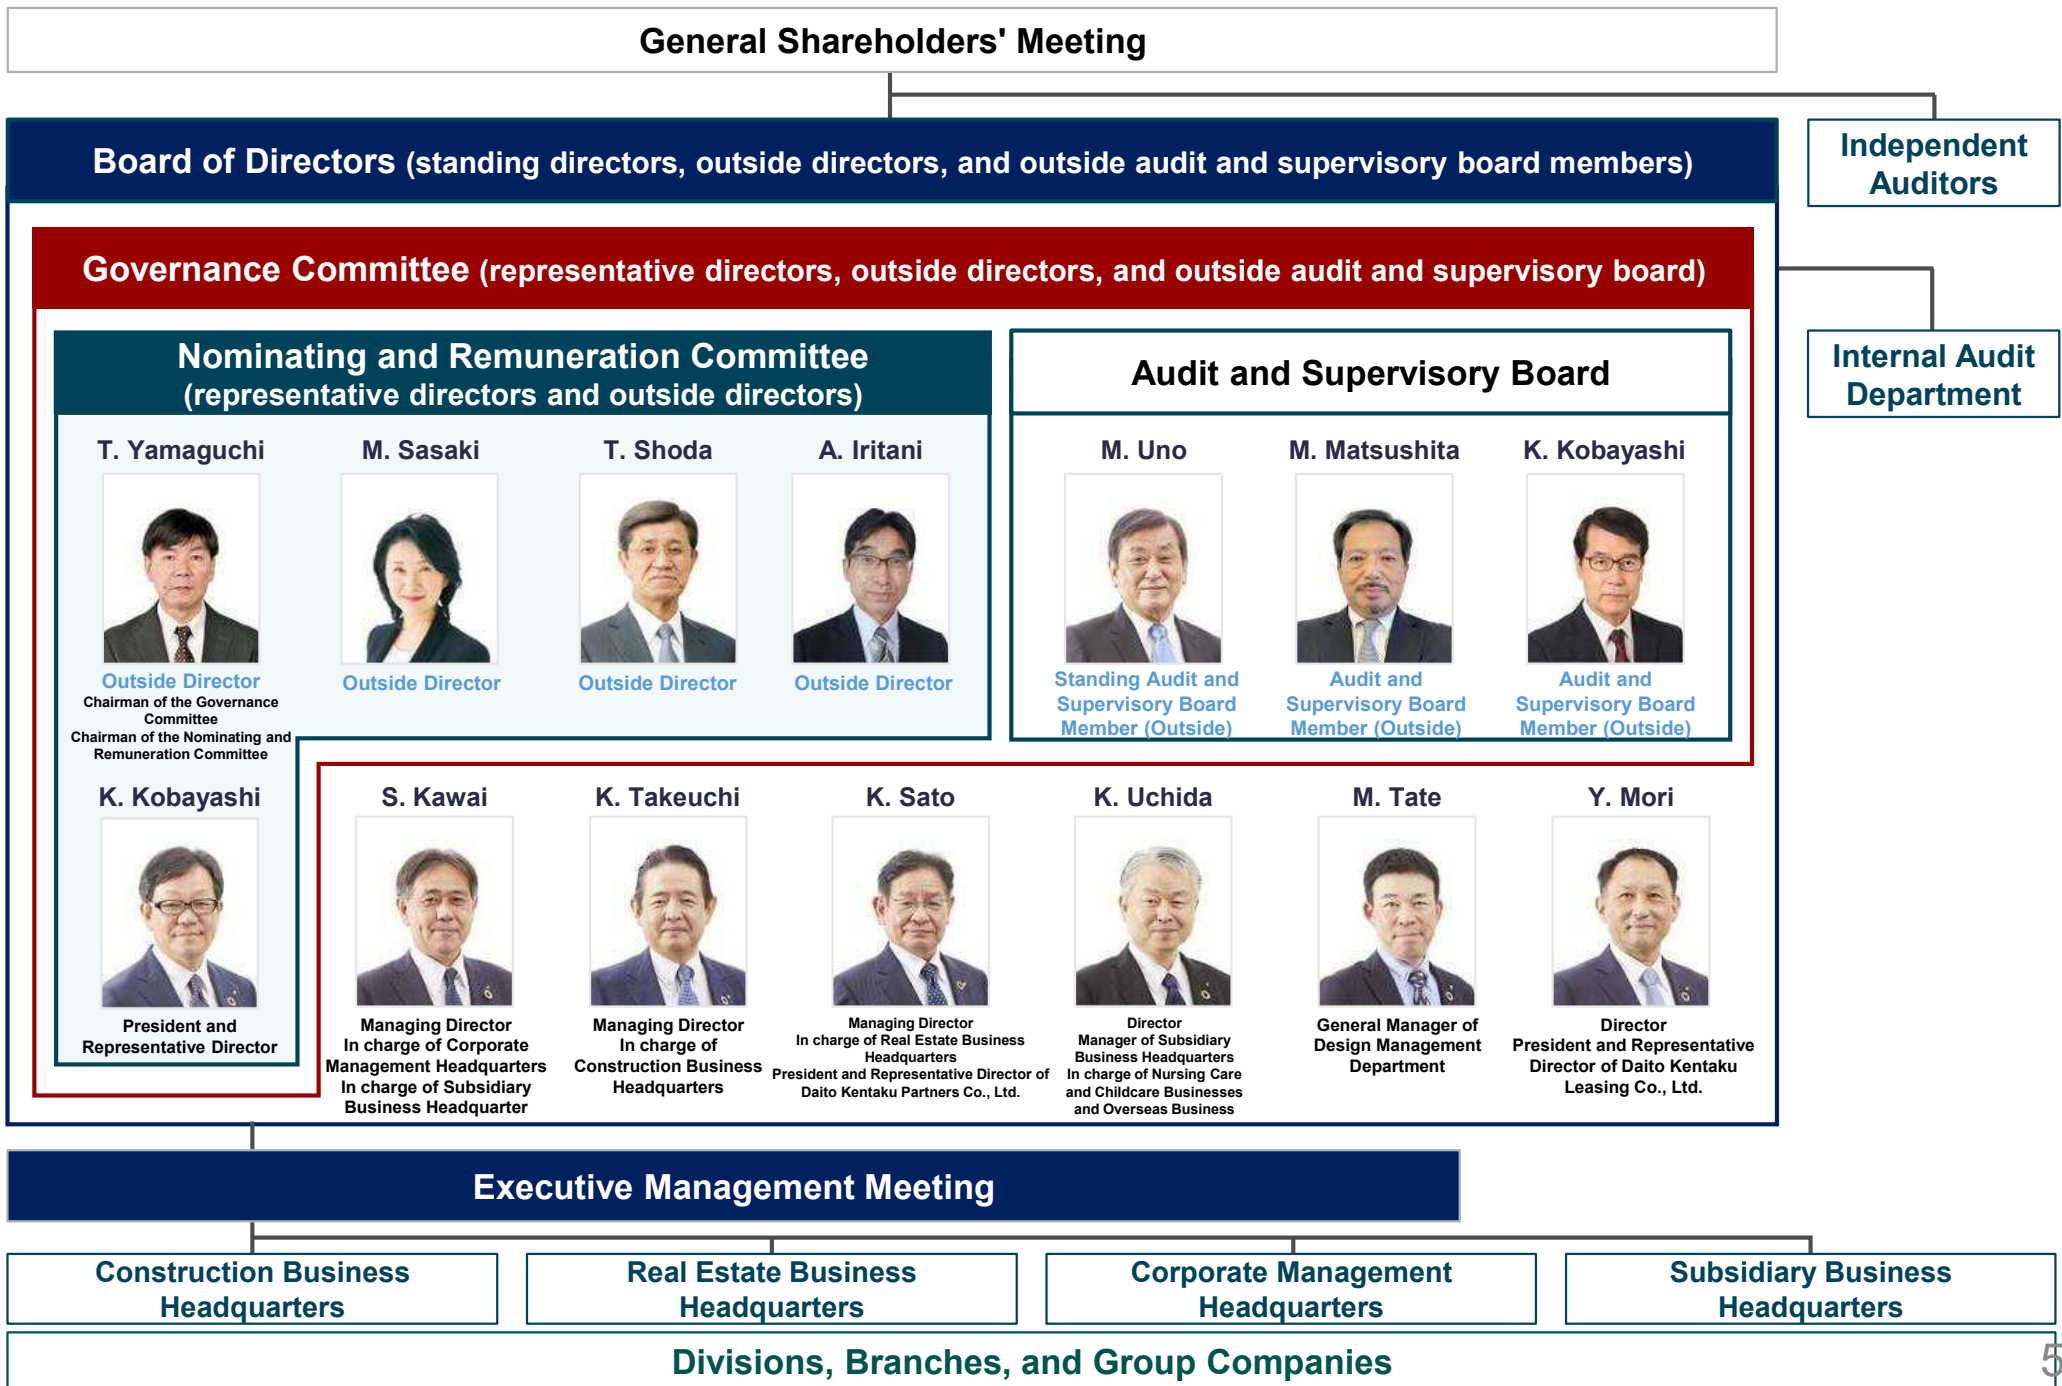 General Shareholders' Meeting
Board of Directors (standing directors, outside directors, and outside audit and supervisory board members)
Independent
Auditors
Governance Committee (representative directors, outside directors, and outside audit and supervisory board)
Internal Audit
Department
Nominating and Remuneration Committee
(representative directors and outside directors)
Audit and Supervisory Board
T. Yamaguchi
M. Sasaki
T. Shoda
A. Iritani
M. Uno
M. Matsushita
K. Kobayashi
Outside Director
Chairman of the Governance
Committee
Chairman of the Nominating and
Remuneration Committee
Outside Director
Outside Director
Outside Director
Standing Audit and
Supervisory Board
Member (Outside)
Audit and
Supervisory Board
Member (Outside)
Audit and
Supervisory Board
Member (Outside)
K. Kobayashi
S. Kawai
K. Takeuchi
K. Sato
K. Uchida
M. Tate
Y. Mori
President and
Representative Director
Managing Director
In charge of Corporate
Management Headquarters
In charge of Subsidiary
Business Headquarter
Managing Director
In charge of
Construction Business
Headquarters
Managing Director
In charge of Real Estate Business
Headquarters
President and Representative Director of
Daito Kentaku Partners Co., Ltd.
Director
Manager of Subsidiary
Business Headquarters
In charge of Nursing Care
and Childcare Businesses
and Overseas Business
General Manager of
Design Management
Department
Director
President and Representative
Director of Daito Kentaku
Leasing Co., Ltd.
Executive Management Meeting
Construction Business
Headquarters
Real Estate Business
Headquarters
Corporate Management
Headquarters
Subsidiary Business
Headquarters
Divisions, Branches, and Group Companies
5